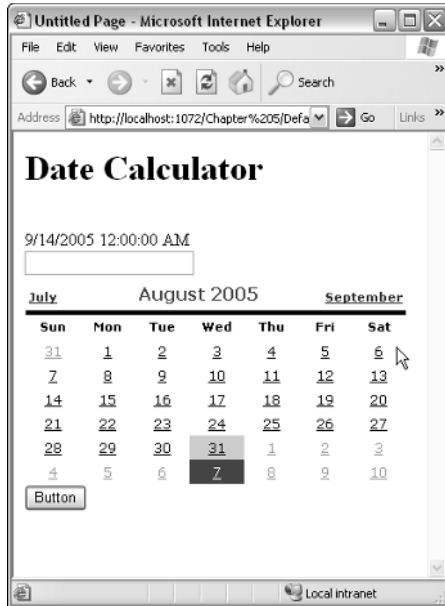 Untitled Page - Microsoft Internet Explorer
File Edit View Favorites Tools Help
Back Search
Address http://localhost:1072/Chapter%205/Defa Go Links »
Date Calculator
9/14/2005 12:00:00 AM
July August 2005 September
Sun Mon Tue Wed Thu Fri Sat
31 1 2 3 4 5 6
7 8 9 10 11 12 13
14 15 16 17 18 19 20
21 22 23 24 25 26 27
28 29 30 31 1 2 3
4 5 6 7 8 9 10
Button
Local intranet